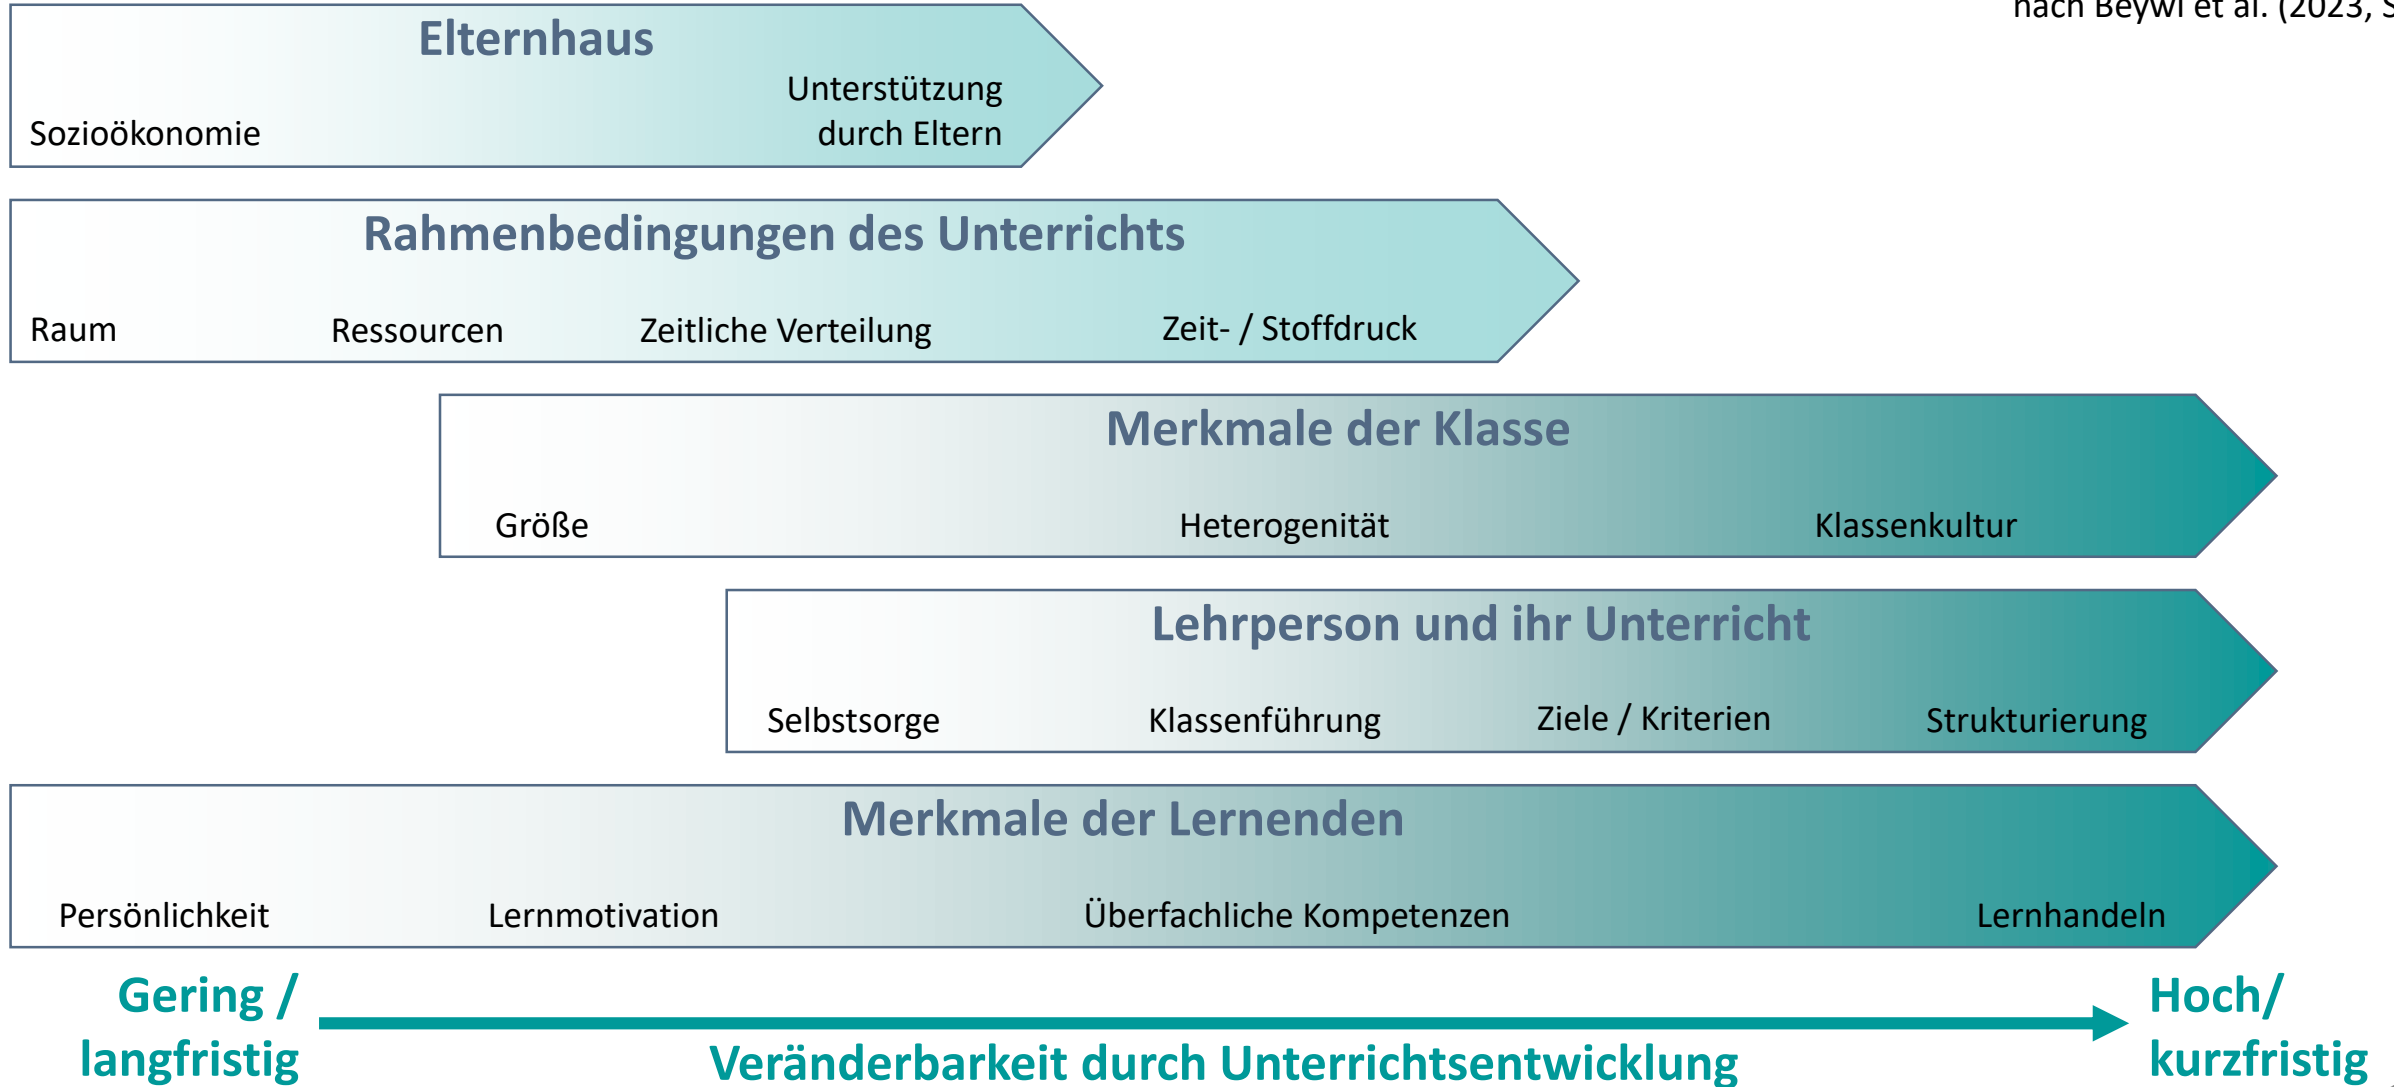 nach Beywl et al. (2023, S
Elternhaus
Unterstützung
durch Eltern
Sozioökonomie
Rahmenbedingungen des Unterrichts
Raum Ressourcen Zeitliche Verteilung Zeit- / Stoffdruck
Merkmale der Klasse
Größe Heterogenität Klassenkultur
Lehrperson und ihr Unterricht
Selbstsorge Klassenführung Ziele / Kriterien Strukturierung
Merkmale der Lernenden
Persönlichkeit Lernmotivation Überfachliche Kompetenzen Lernhandeln
Gering /
langfristig
Veränderbarkeit durch Unterrichtsentwicklung
Hoch/
kurzfristig